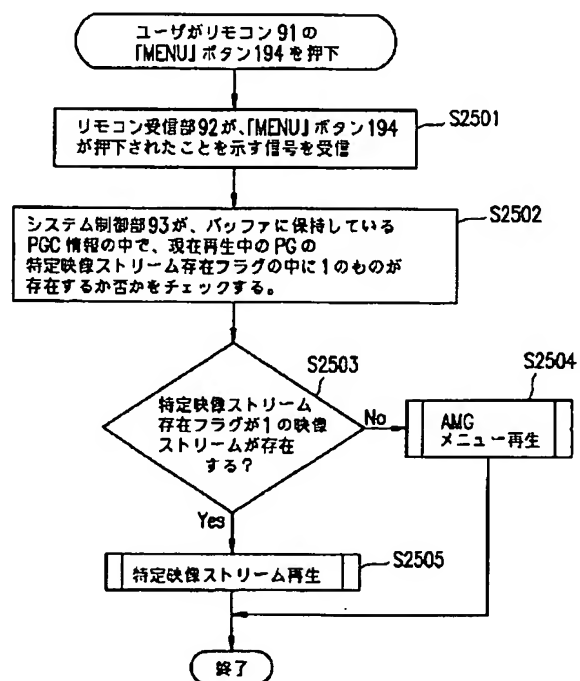 ユーザがリモコン91の
「MENU」ボタン194を押下
リモコン受信部92が、「MENU」ボタン194
が押下されたことを示す信号を受信
S2501
システム制御部93が、バッファに保持している
PGC情報の中で、現在再生中のPGの
特定映像ストリーム存在フラグの中に1のものが
存在するか否かをチェックする。
S2502
S2503
特定映像ストリーム
存在フラグが1の映像
ストリームが存在
する?
No
S2504
AMG
メニュー再生
Yes
特定映像ストリーム再生
S2505
終了